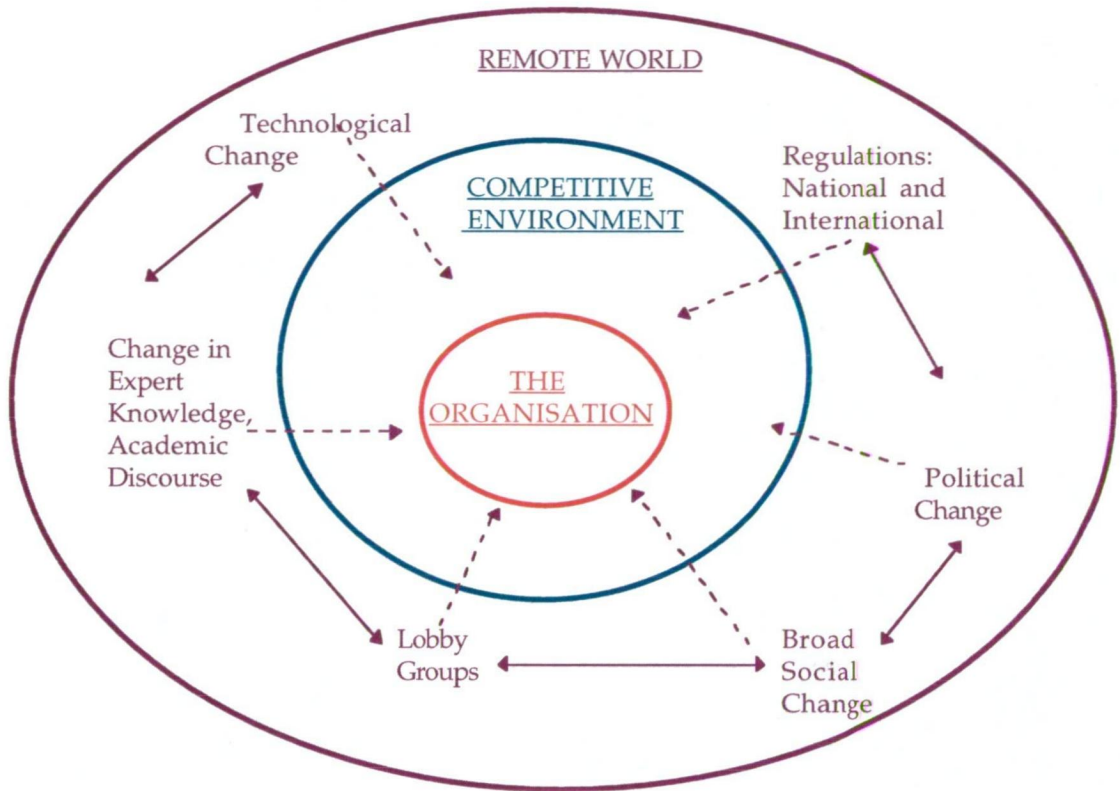 REMOTE WORLD
Technological
Change
COMPETITIVE
ENVIRONMENT
Regulations:
National and
International
Change in
Expert
Knowledge,
Academic
Discourse
THE
ORGANISATION
Political
Change
Lobby
Groups
Broad
Social
Change